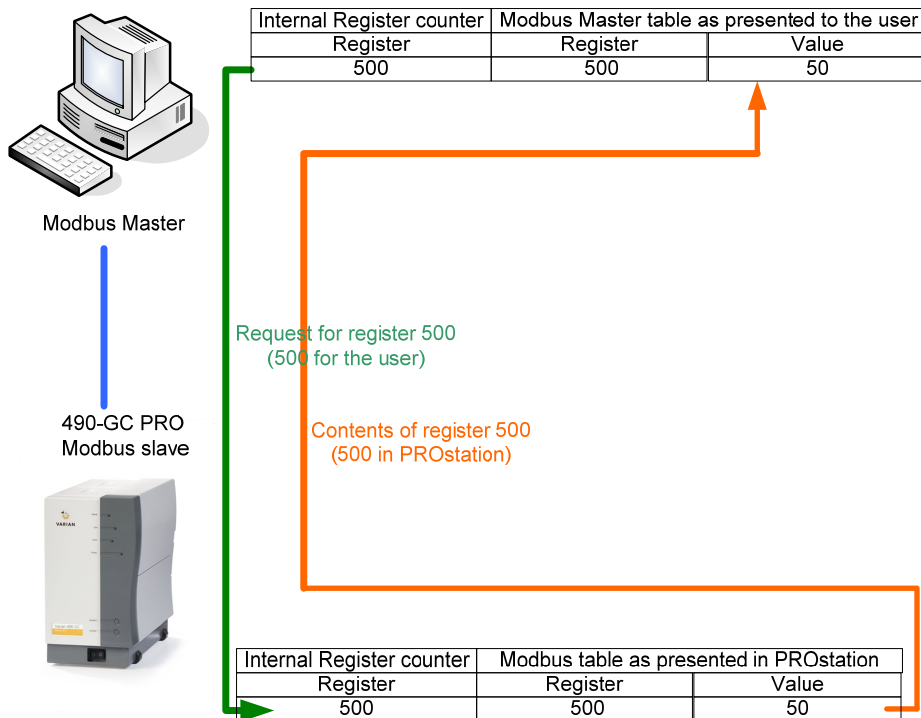 Internal Register counter Modbus Master table as presented to the user
Register Register Value
500 500 50
Modbus Master
Request for register 500
(500 for the user)
490-GC PRO
Modbus slave
Contents of register 500
(500 in PROstation)
VARIAN
Internal Register counter Modbus table as presented in PROstation
Register Register Value
500 500 50